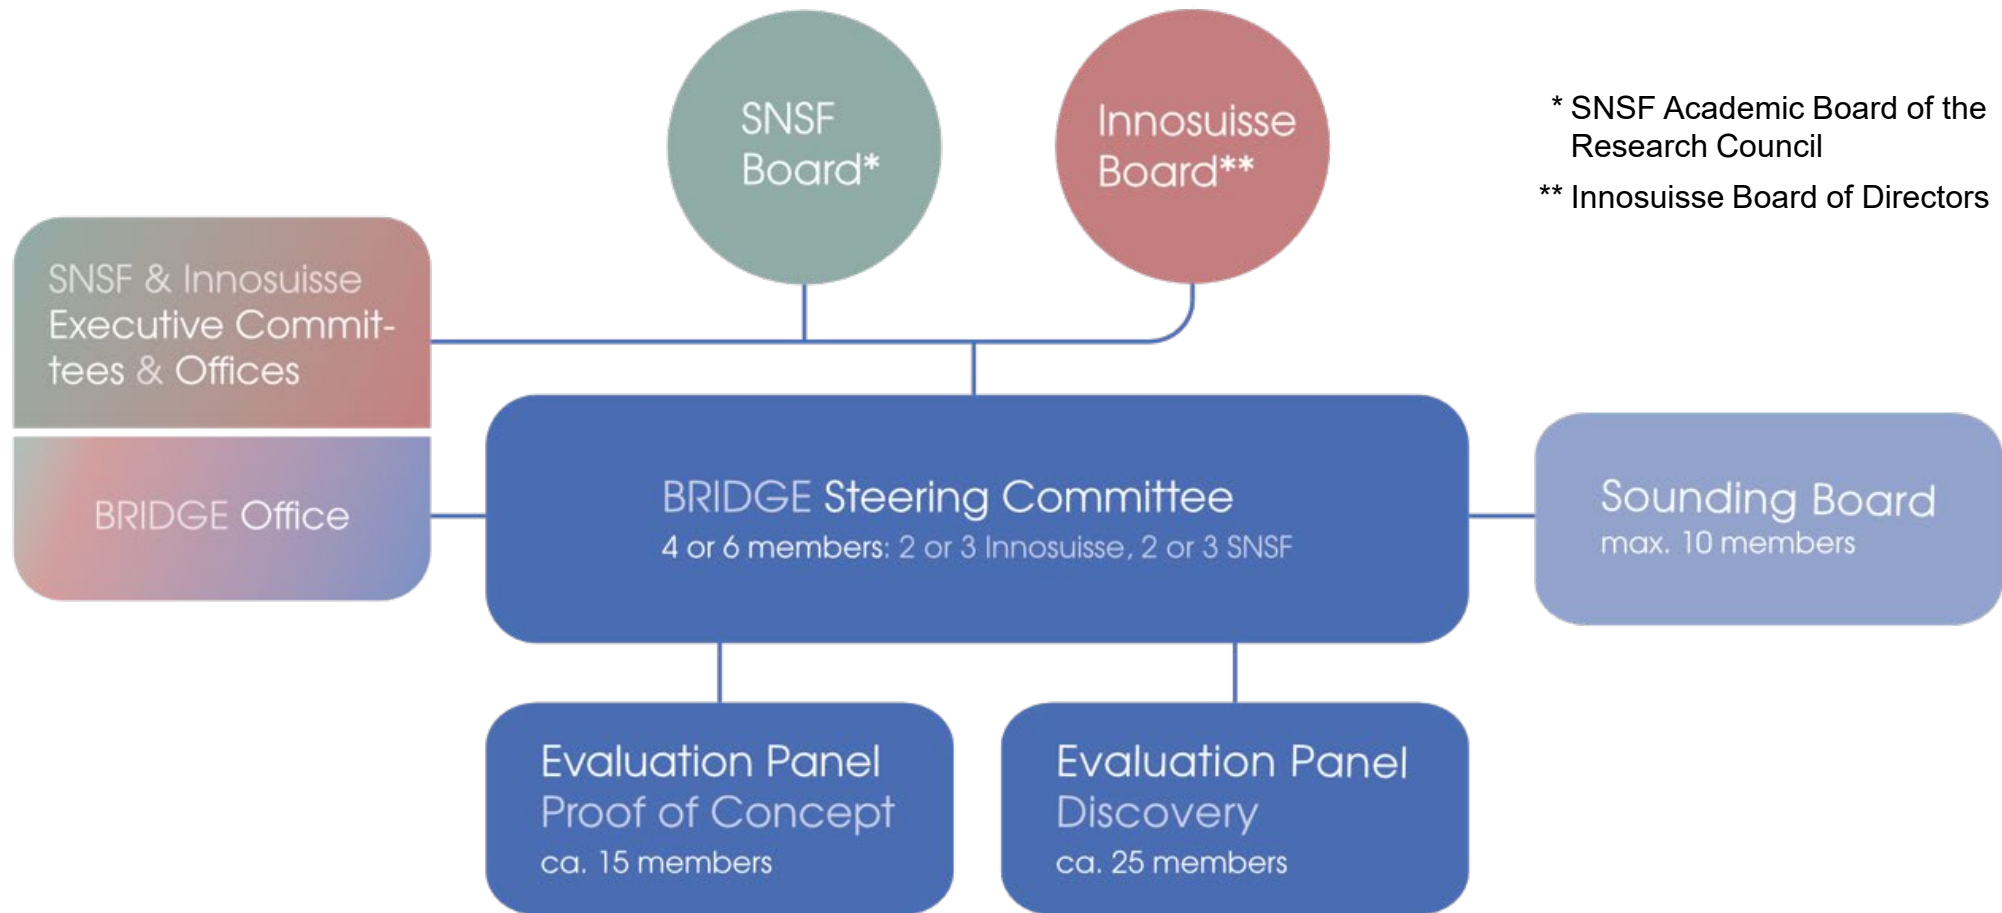 SNSF
Board*
Innosuisse
Board**
* SNSF Academic Board of the
Research Council
** Innosuisse Board of Directors
SNSF & Innosuisse
Executive Commit-
tees & Offices
BRIDGE Office
BRIDGE Steering Committee
4 or 6 members: 2 or 3 Innosuisse, 2 or 3 SNSF
Sounding Board
max. 10 members
Evaluation Panel
Proof of Concept
ca. 15 members
Evaluation Panel
Discovery
ca. 25 members